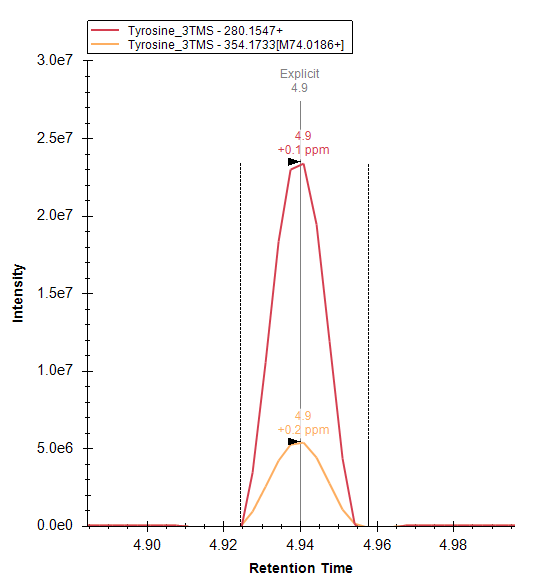 Tyrosine_3TMS - 280.1547+
Tyrosine_3TMS - 354.1733[M74.0186+]
3.0e7
Explicit
4.9
2.5e7
4.9
+0.1 ppm
2.0e7
1.5e7
Intensity
1.0e7
4.9
+0.2 ppm
5.0e6
0.0e0
4.90 4.92 4.94 4.96 4.98
Retention Time